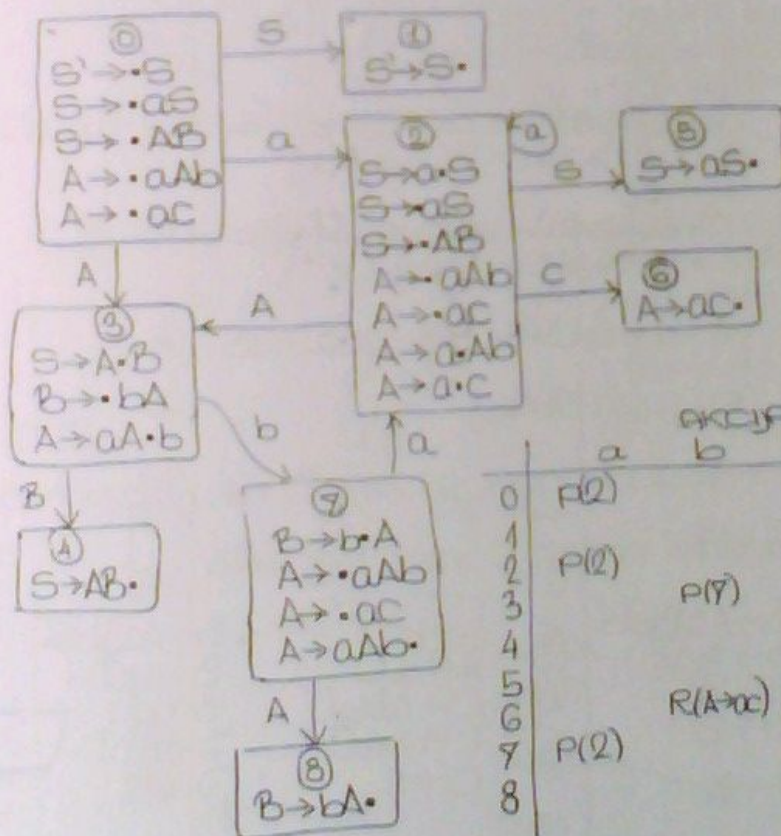 0
S'→•S
S→•aS
S→•AB
A→•aAb
A→•aC
S
1
S'→S•
a
2
S→a•S
S→•aS
S→•AB
A→•aAb
A→•aC
A→a•Ab
A→a•C
a
S
5
S→aS•
C
6
A→aC•
A
A
3
S→A•B
B→•bA
A→aA•b
b
a
B
4
S→AB•
7
B→b•A
A→•aAb
A→•aC
A→aAb•
A
8
B→bA•
a b
0 P(2)
1
2 P(2)
3 P(7)
4
5
6 R(A→aC)
7 P(2)
8